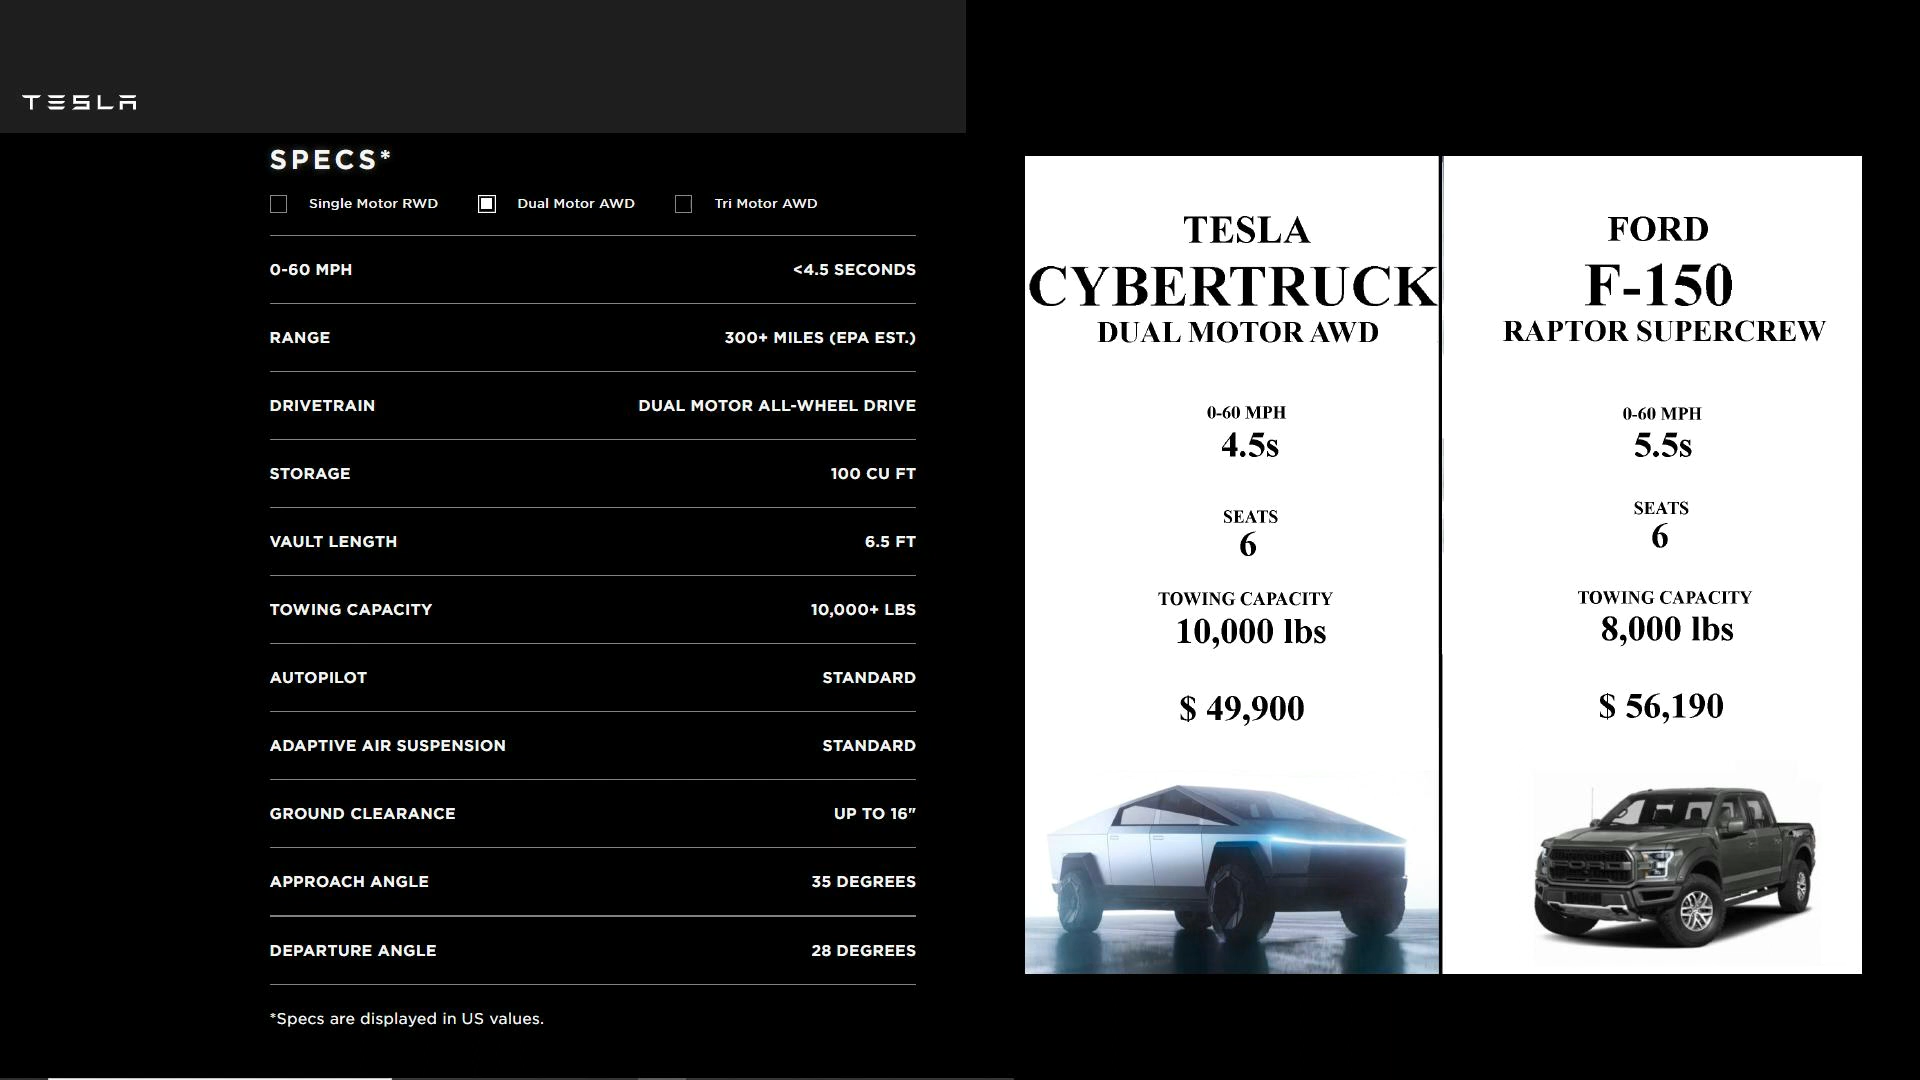 TESLA
SPECS*
Single Motor RWD Dual Motor AWD Tri Motor AWD
0-60 MPH <4.5 SECONDS
RANGE 300+ MILES (EPA EST.)
DRIVETRAIN DUAL MOTOR ALL-WHEEL DRIVE
STORAGE 100 CU FT
VAULT LENGTH 6.5 FT
TOWING CAPACITY 10,000+ LBS
AUTOPILOT STANDARD
ADAPTIVE AIR SUSPENSION STANDARD
GROUND CLEARANCE UP TO 16"
APPROACH ANGLE 35 DEGREES
DEPARTURE ANGLE 28 DEGREES
*Specs are displayed in US values.
TESLA
CYBERTRUCK
DUAL MOTOR AWD
0-60 MPH
4.5s
SEATS
6
TOWING CAPACITY
10,000 lbs
$ 49,900
FORD
F-150
RAPTOR SUPERCREW
0-60 MPH
5.5s
SEATS
6
TOWING CAPACITY
8,000 lbs
$ 56,190
FORD